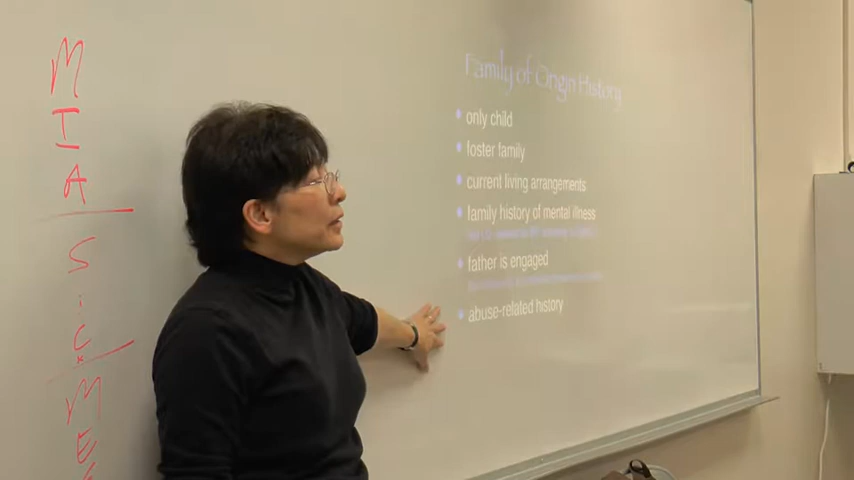 M
I
A
S
i
c
M
E
Family of Origin History
• only child
• foster family
• current living arrangements
• family history of mental illness
• father is engaged
• abuse-related history